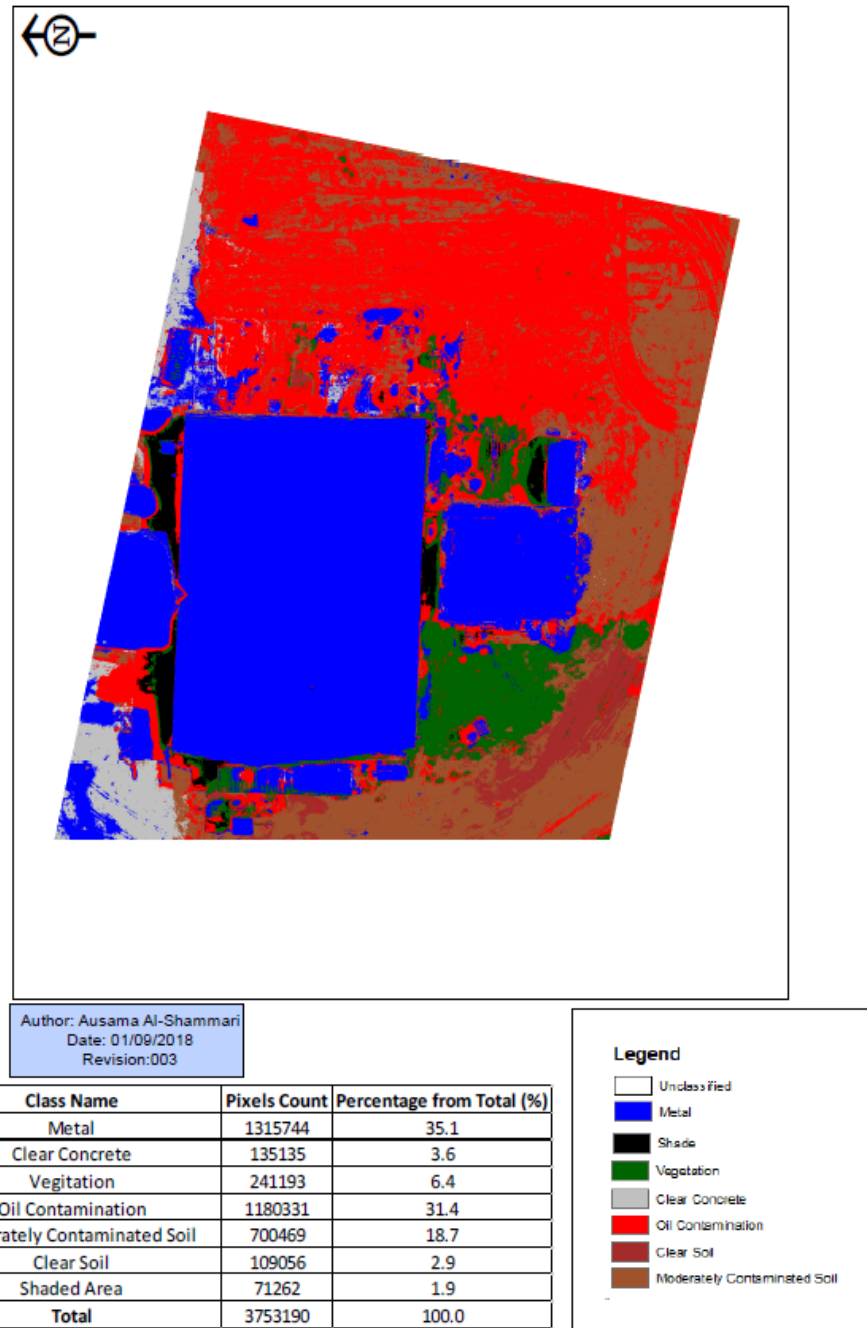 N
Author: Ausama Al-Shammari
Date: 01/09/2018
Revision:003
Class Name Pixels Count Percentage from Total (%)
Metal 1315744 35.1
Clear Concrete 135135 3.6
Vegitation 241193 6.4
Oil Contamination 1180331 31.4
rately Contaminated Soil 700469 18.7
Clear Soil 109056 2.9
Shaded Area 71262 1.9
Total 3753190 100.0
Legend
Unclassified
Metal
Shade
Vegetation
Clear Concrete
Oil Contamination
Clear Soil
Moderately Contaminated Soil